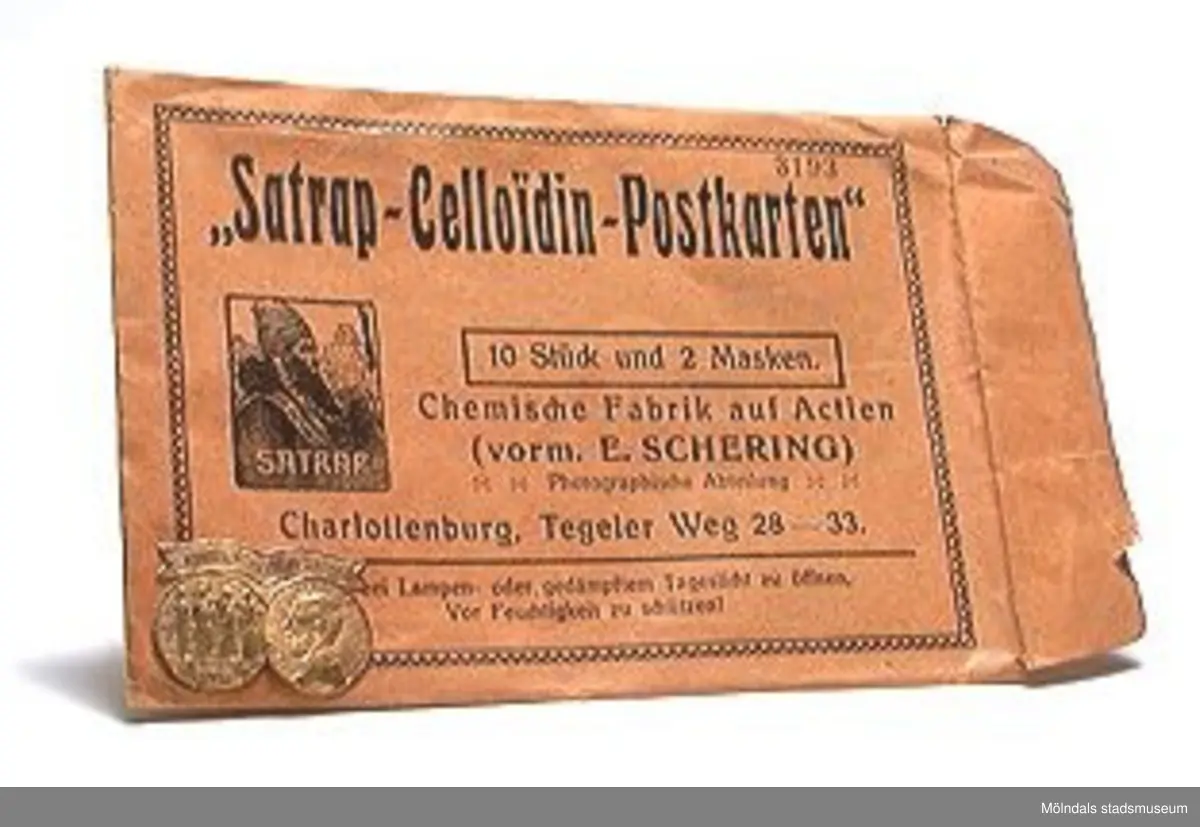 3193
„Satrap-Celloïdin-Postkarten“
SATRAP
10 Stück und 2 Masken.
Chemische Fabrik auf Actien
(vorm. E. SCHERING)
Photographische Abteilung
Charlottenburg, Tegeler Weg 28—33.
bei Lampen- oder gedämpftem Tageslicht zu öffnen.
Vor Feuchtigkeit zu schützen!
Mölndals stadsmuseum